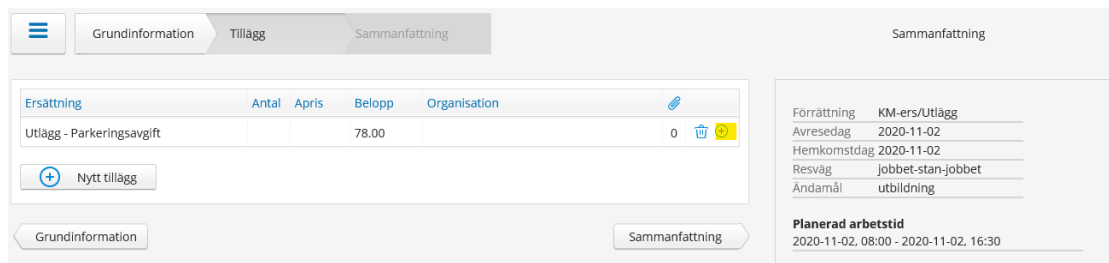 Grundinformation Tillägg Sammanfattning
Sammanfattning
Ersättning Antal Apris Belopp Organisation
Utlägg - Parkeringsavgift 78.00 0
Nytt tillägg
Grundinformation Sammanfattning
Förrättning KM-ers/Utlägg
Avresedag 2020-11-02
Hemkomstdag 2020-11-02
Resväg jobbet-stan-jobbet
Ändamål utbildning
Planerad arbetstid
2020-11-02, 08:00 - 2020-11-02, 16:30